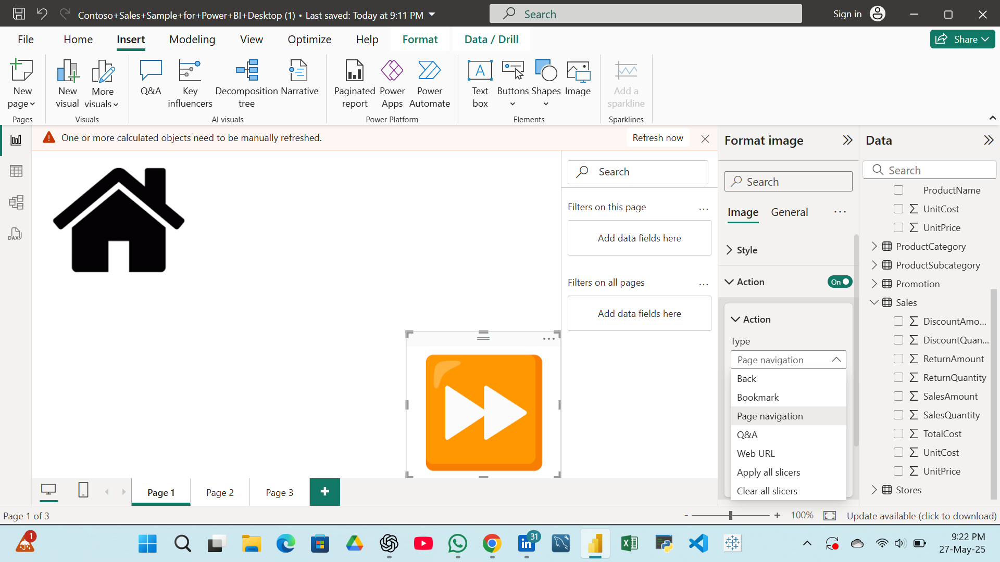 Contoso+Sales+Sample+for+Power+BI+Desktop (1) • Last saved: Today at 9:11 PM
Search
Sign in
File
Home
Insert
Modeling
View
Optimize
Help
Format
Data / Drill
Share
New page
New visual
More visuals
Q&A
Key influencers
Decomposition tree
Narrative
Paginated report
Power Apps
Power Automate
Text box
Buttons
Shapes
Image
Add a sparkline
Pages
Visuals
AI visuals
Power Platform
Elements
Sparklines
One or more calculated objects need to be manually refreshed.
Refresh now
DAX
Search
Filters on this page
...
Add data fields here
Filters on all pages
...
Add data fields here
Format image
Search
Image
General
...
Style
Action
On
Action
Type
Page navigation
Back
Bookmark
Page navigation
Q&A
Web URL
Apply all slicers
Clear all slicers
Data
Search
ProductName
UnitCost
UnitPrice
ProductCategory
ProductSubcategory
Promotion
Sales
DiscountAmo...
DiscountQuan...
ReturnAmount
ReturnQuantity
SalesAmount
SalesQuantity
TotalCost
UnitCost
UnitPrice
Stores
Page 1
Page 2
Page 3
+
Page 1 of 3
-
+
100%
Update available (click to download)
1
31
9:22 PM
27-May-25